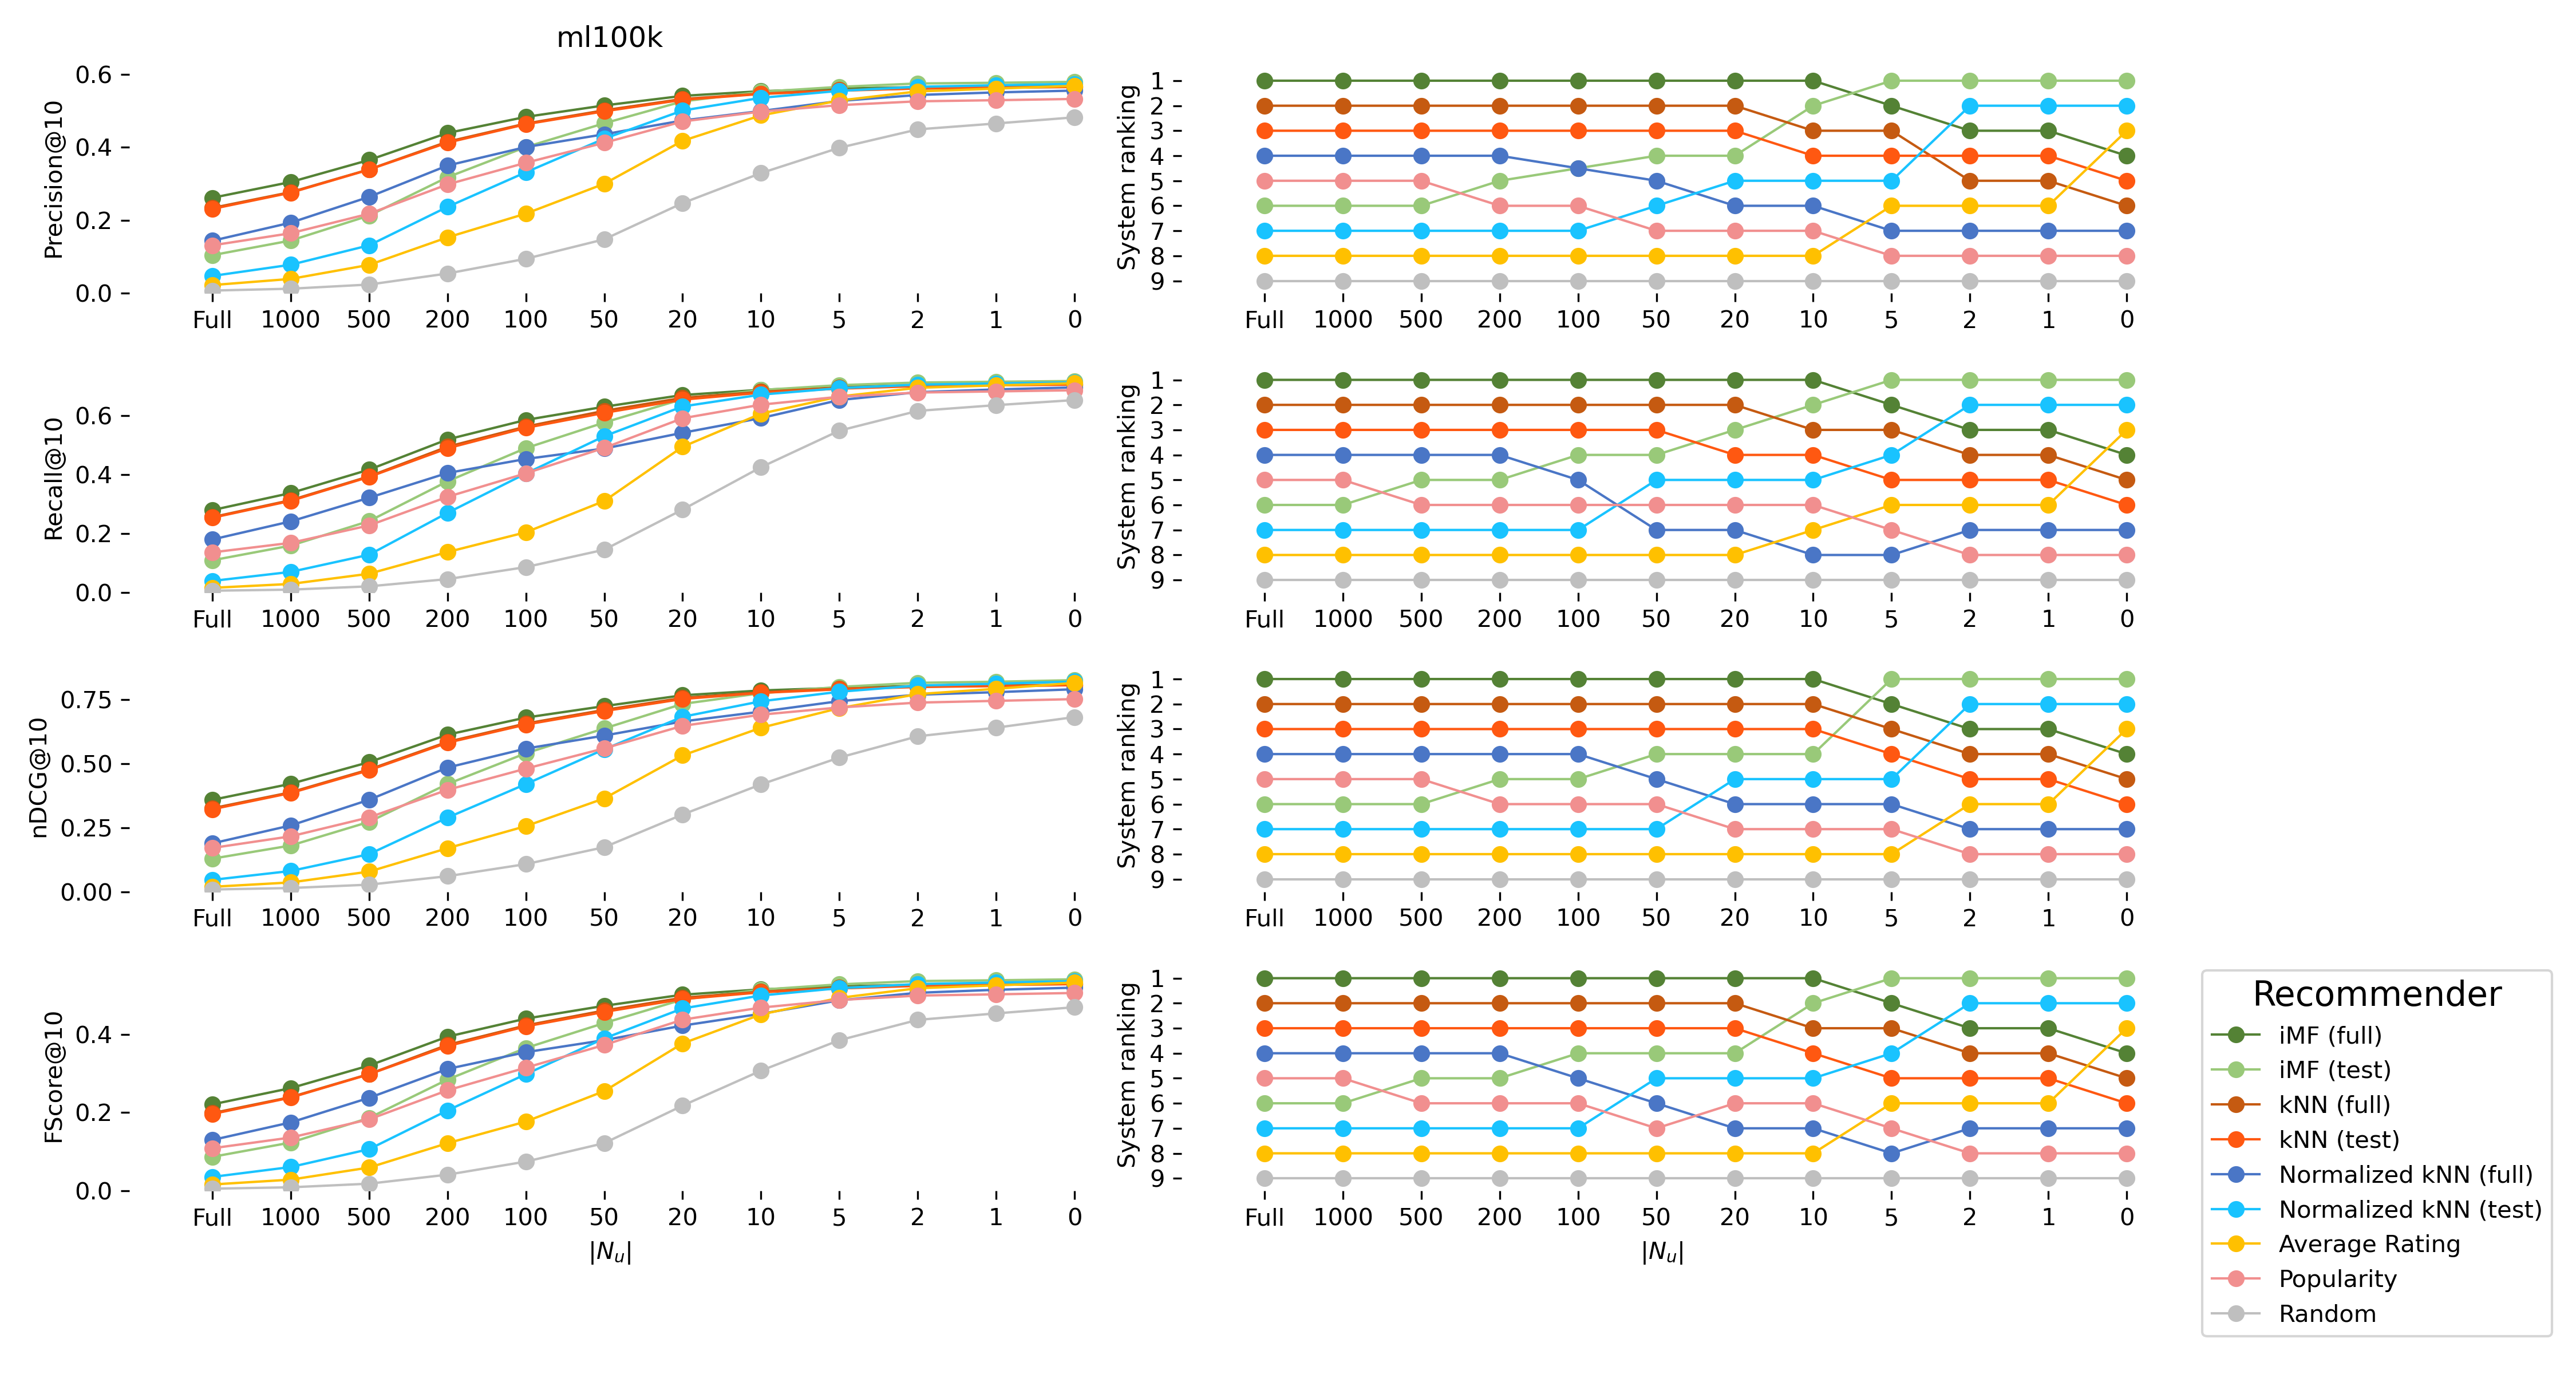 ml100k
Precision@10
0.6
0.4
0.2
0.0
Full 1000 500 200 100 50 20 10 5 2 1 0
System ranking
1
2
3
4
5
6
7
8
9
Full 1000 500 200 100 50 20 10 5 2 1 0
Recall@10
0.6
0.4
0.2
0.0
Full 1000 500 200 100 50 20 10 5 2 1 0
System ranking
1
2
3
4
5
6
7
8
9
Full 1000 500 200 100 50 20 10 5 2 1 0
nDCG@10
0.75
0.50
0.25
0.00
Full 1000 500 200 100 50 20 10 5 2 1 0
System ranking
1
2
3
4
5
6
7
8
9
Full 1000 500 200 100 50 20 10 5 2 1 0
FScore@10
0.4
0.2
0.0
Full 1000 500 200 100 50 20 10 5 2 1 0
|N_u|
System ranking
1
2
3
4
5
6
7
8
9
Full 1000 500 200 100 50 20 10 5 2 1 0
|N_u|
Recommender
iMF (full)
iMF (test)
kNN (full)
kNN (test)
Normalized kNN (full)
Normalized kNN (test)
Average Rating
Popularity
Random